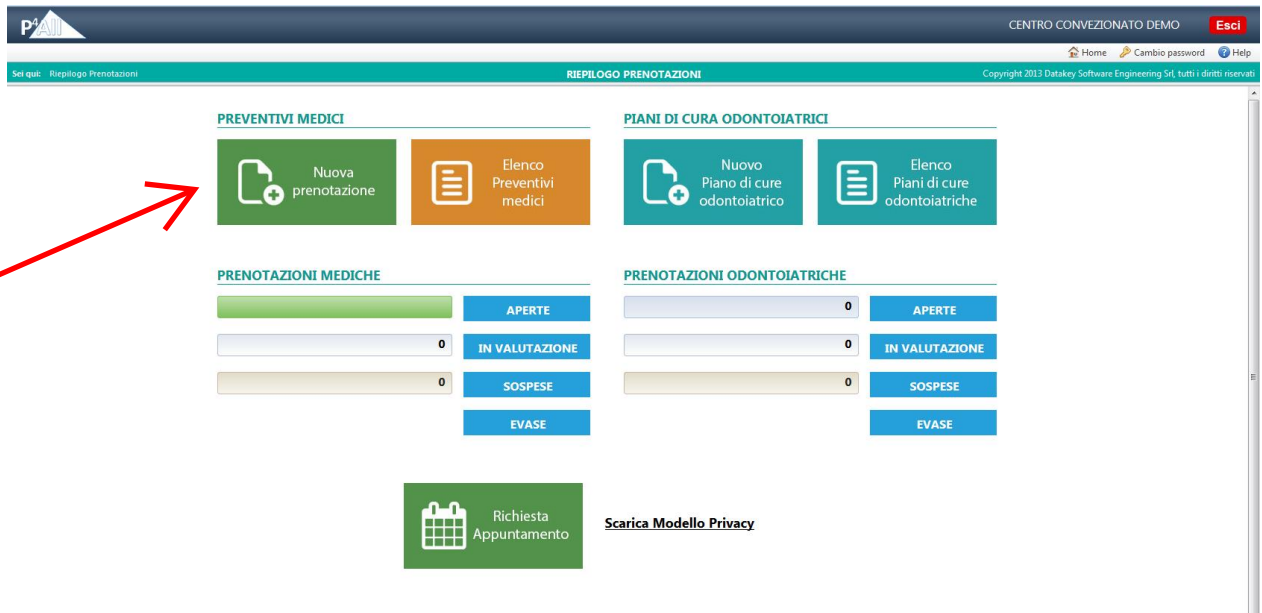 P4All
CENTRO CONVEZIONATO DEMO
Esci
Home Cambio password Help
Sei qui: Riepilogo Prenotazioni
RIEPILOGO PRENOTAZIONI
Copyright 2013 Datakey Software Engineering Srl, tutti i diritti riservati
PREVENTIVI MEDICI
Nuova
prenotazione
Elenco
Preventivi
medici
PIANI DI CURA ODONTOIATRICI
Nuovo
Piano di cure
odontoiatrico
Elenco
Piani di cure
odontoiatriche
PRENOTAZIONI MEDICHE
APERTE
0 IN VALUTAZIONE
0 SOSPESE
EVASE
PRENOTAZIONI ODONTOIATRICHE
0 APERTE
0 IN VALUTAZIONE
0 SOSPESE
EVASE
Richiesta
Appuntamento
Scarica Modello Privacy